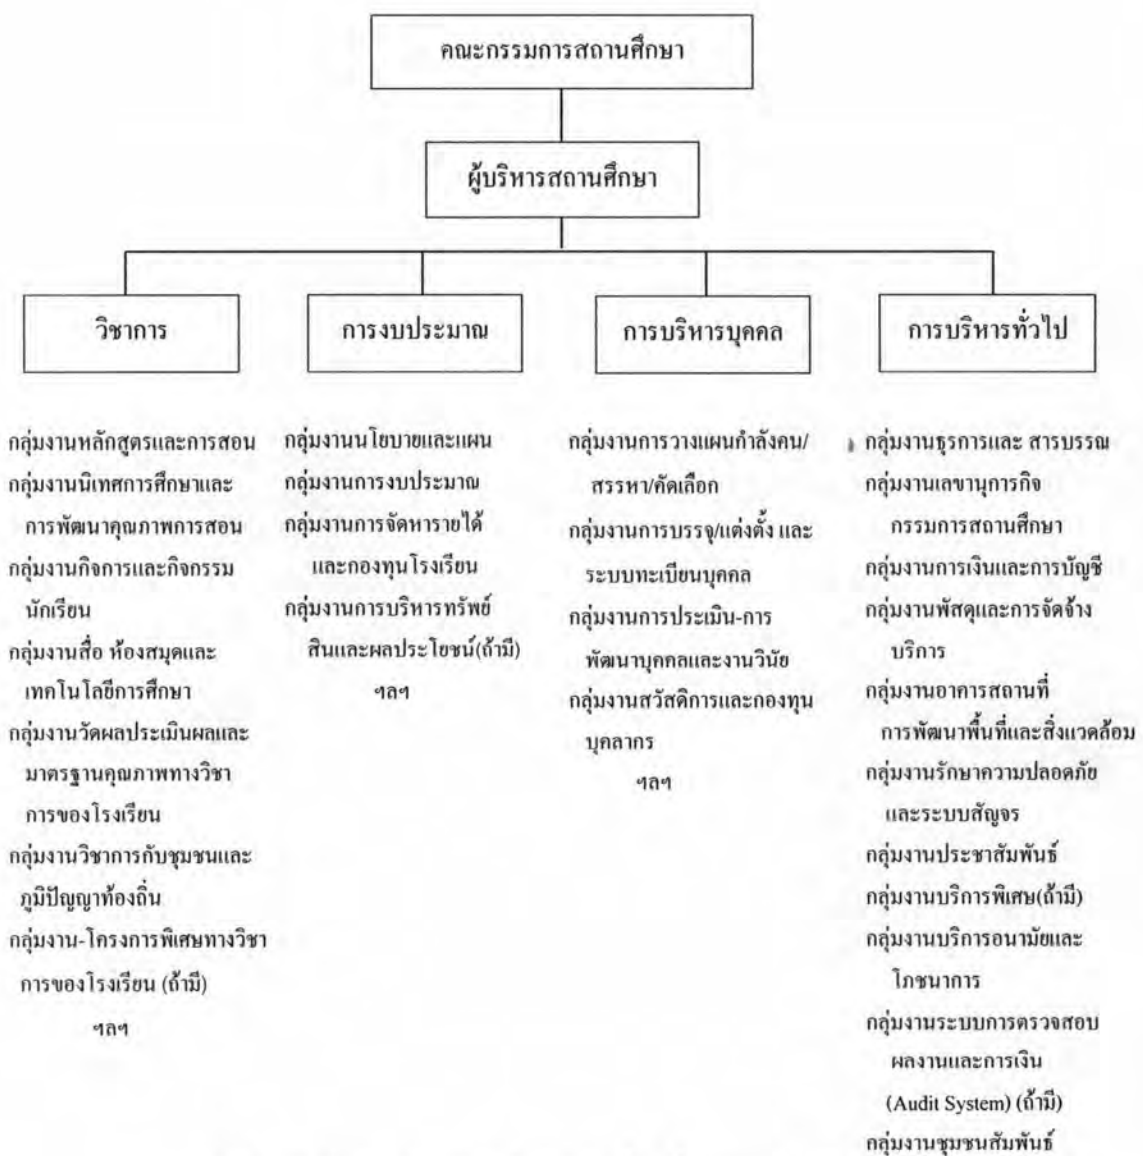 คณะกรรมการสถานศึกษา
ผู้บริหารสถานศึกษา
วิชาการ
การงบประมาณ
การบริหารบุคคล
การบริหารทั่วไป
กลุ่มงานหลักสูตรและการสอน
กลุ่มงานนิเทศการศึกษาและ
การพัฒนาคุณภาพการสอน
กลุ่มงานกิจการและกิจกรรม
นักเรียน
กลุ่มงานสื่อ ห้องสมุดและ
เทคโนโลยีการศึกษา
กลุ่มงานวัดผลประเมินผลและ
มาตรฐานคุณภาพทางวิชา
การของโรงเรียน
กลุ่มงานวิชาการกับชุมชนและ
ภูมิปัญญาท้องถิ่น
กลุ่มงาน-โครงการพิเศษทางวิชา
การของโรงเรียน (ถ้ามี)
ฯลฯ
กลุ่มงานนโยบายและแผน
กลุ่มงานการงบประมาณ
กลุ่มงานการจัดหารายได้
และกองทุนโรงเรียน
กลุ่มงานการบริหารทรัพย์
สินและผลประโยชน์(ถ้ามี)
ฯลฯ
กลุ่มงานการวางแผนกำลังคน/
สรรหา/คัดเลือก
กลุ่มงานการบรรจุ/แต่งตั้ง และ
ระบบทะเบียนบุคคล
กลุ่มงานการประเมิน-การ
พัฒนาบุคคลและงานวินัย
กลุ่มงานสวัสดิการและกองทุน
บุคลากร
ฯลฯ
กลุ่มงานธุรการและ สารบรรณ
กลุ่มงานเลขานุการกิจ
กรรมการสถานศึกษา
กลุ่มงานการเงินและการบัญชี
กลุ่มงานพัสดุและการจัดจ้าง
บริการ
กลุ่มงานอาคารสถานที่
การพัฒนาพื้นที่และสิ่งแวดล้อม
กลุ่มงานรักษาความปลอดภัย
และระบบสัญจร
กลุ่มงานประชาสัมพันธ์
กลุ่มงานบริการพิเศษ(ถ้ามี)
กลุ่มงานบริการอนามัยและ
โภชนาการ
กลุ่มงานระบบการตรวจสอบ
ผลงานและการเงิน
(Audit System) (ถ้ามี)
กลุ่มงานชุมชนสัมพันธ์